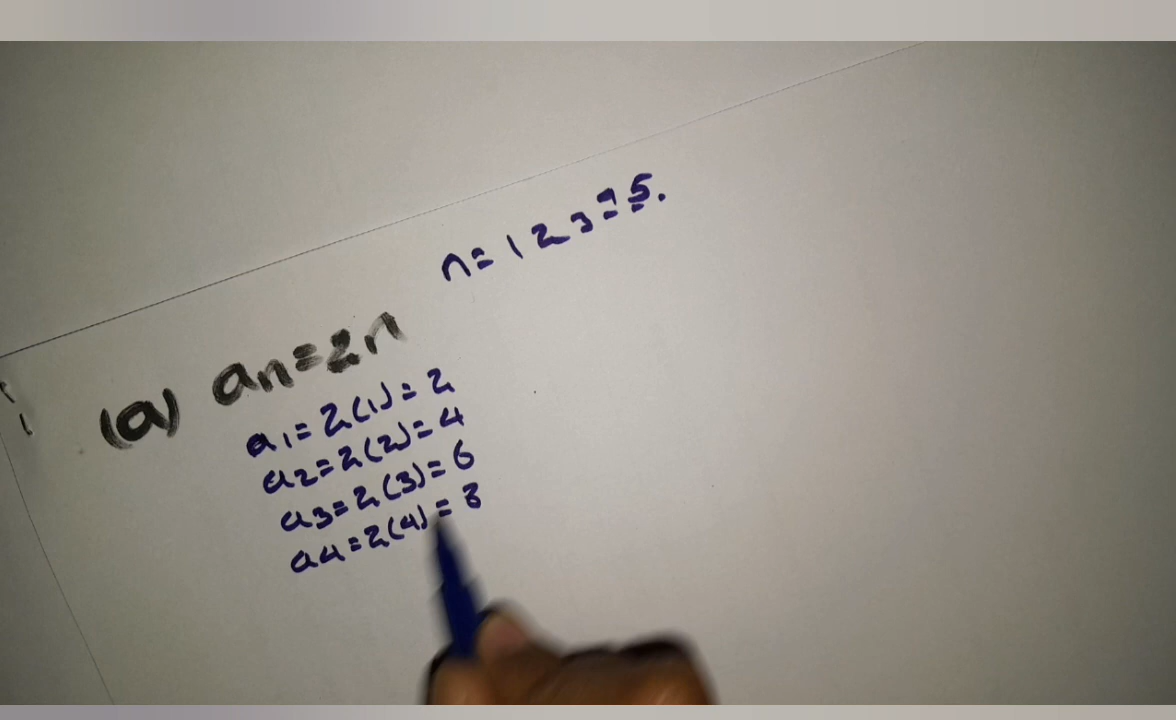 n= 1 2 3 4 5.
(a) an=2n
a1=2(1)=2
a2=2(2)=4
a3=2(3)=6
a4=2(4)=8